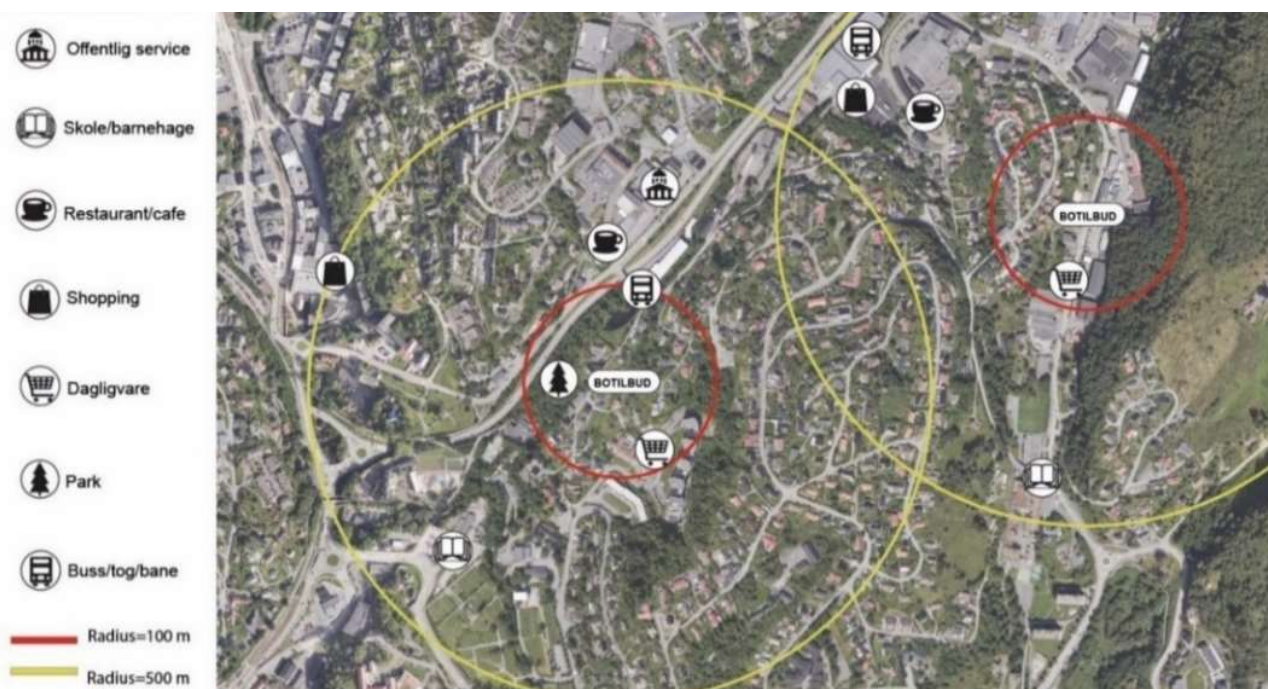 Offentlig service
Skole/barnehage
Restaurant/cafe
Shopping
Dagligvare
Park
Buss/tog/bane
Radius=100 m
Radius=500 m
BOTILBUD
BOTILBUD